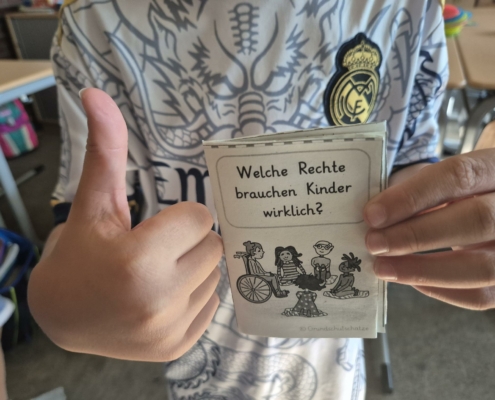 Welche Rechte
brauchen Kinder
wirklich?